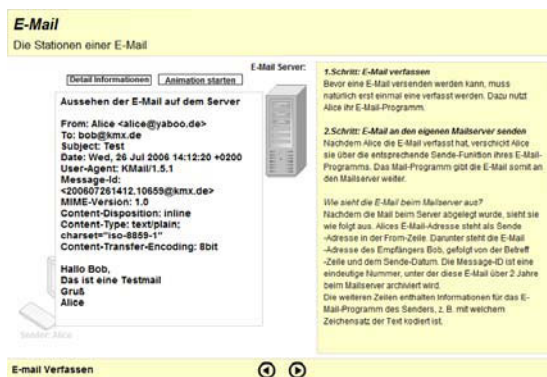 E-Mail
Die Stationen einer E-Mail
E-Mail Server:
Detail Informationen
Animation starten
Aussehen der E-Mail auf dem Server
From: Alice <alice@yaboo.de>
To: bob@kmx.de
Subject: Test
Date: Wed, 26 Jul 2006 14:12:20 +0200
User-Agent: KMail/1.5.1
Message-Id:
<200607261412.10659@kmx.de>
MIME-Version: 1.0
Content-Disposition: inline
Content-Type: text/plain;
charset="iso-8859-1"
Content-Transfer-Encoding: 8bit
Hallo Bob,
Das ist eine Testmail
Gruß
Alice
Sender: Alice
1.Schritt: E-Mail verfassen
Bevor eine E-Mail versenden werden kann, muss
natürlich erst einmal eine verfasst werden. Dazu nutzt
Alice ihr E-Mail-Programm.
2.Schritt: E-Mail an den eigenen Mailserver senden
Nachdem Alice die E-Mail verfasst hat, verschickt Alice
sie über die entsprechende Sende-Funktion ihres E-Mail-
Programms. Das Mail-Programm gibt die E-Mail somit an
den Mailserver weiter.
Wie sieht die E-Mail beim Mailserver aus?
Nachdem die Mail beim Server abgelegt wurde, sieht sie
wie folgt aus. Alices E-Mail-Adresse steht als Sende
-Adresse in der From-Zeile. Darunter steht die E-Mail
-Adresse des Empfängers Bob, gefolgt von der Betreff
-Zeile und dem Sende-Datum. Die Message-ID ist eine
eindeutige Nummer, unter der diese E-Mail über 2 Jahre
beim Mailserver archiviert wird.
Die weiteren Zeilen enthalten Informationen für das E-
Mail-Programm des Senders, z. B. mit welchem
Zeichensatz der Text kodiert ist.
E-mail Verfassen